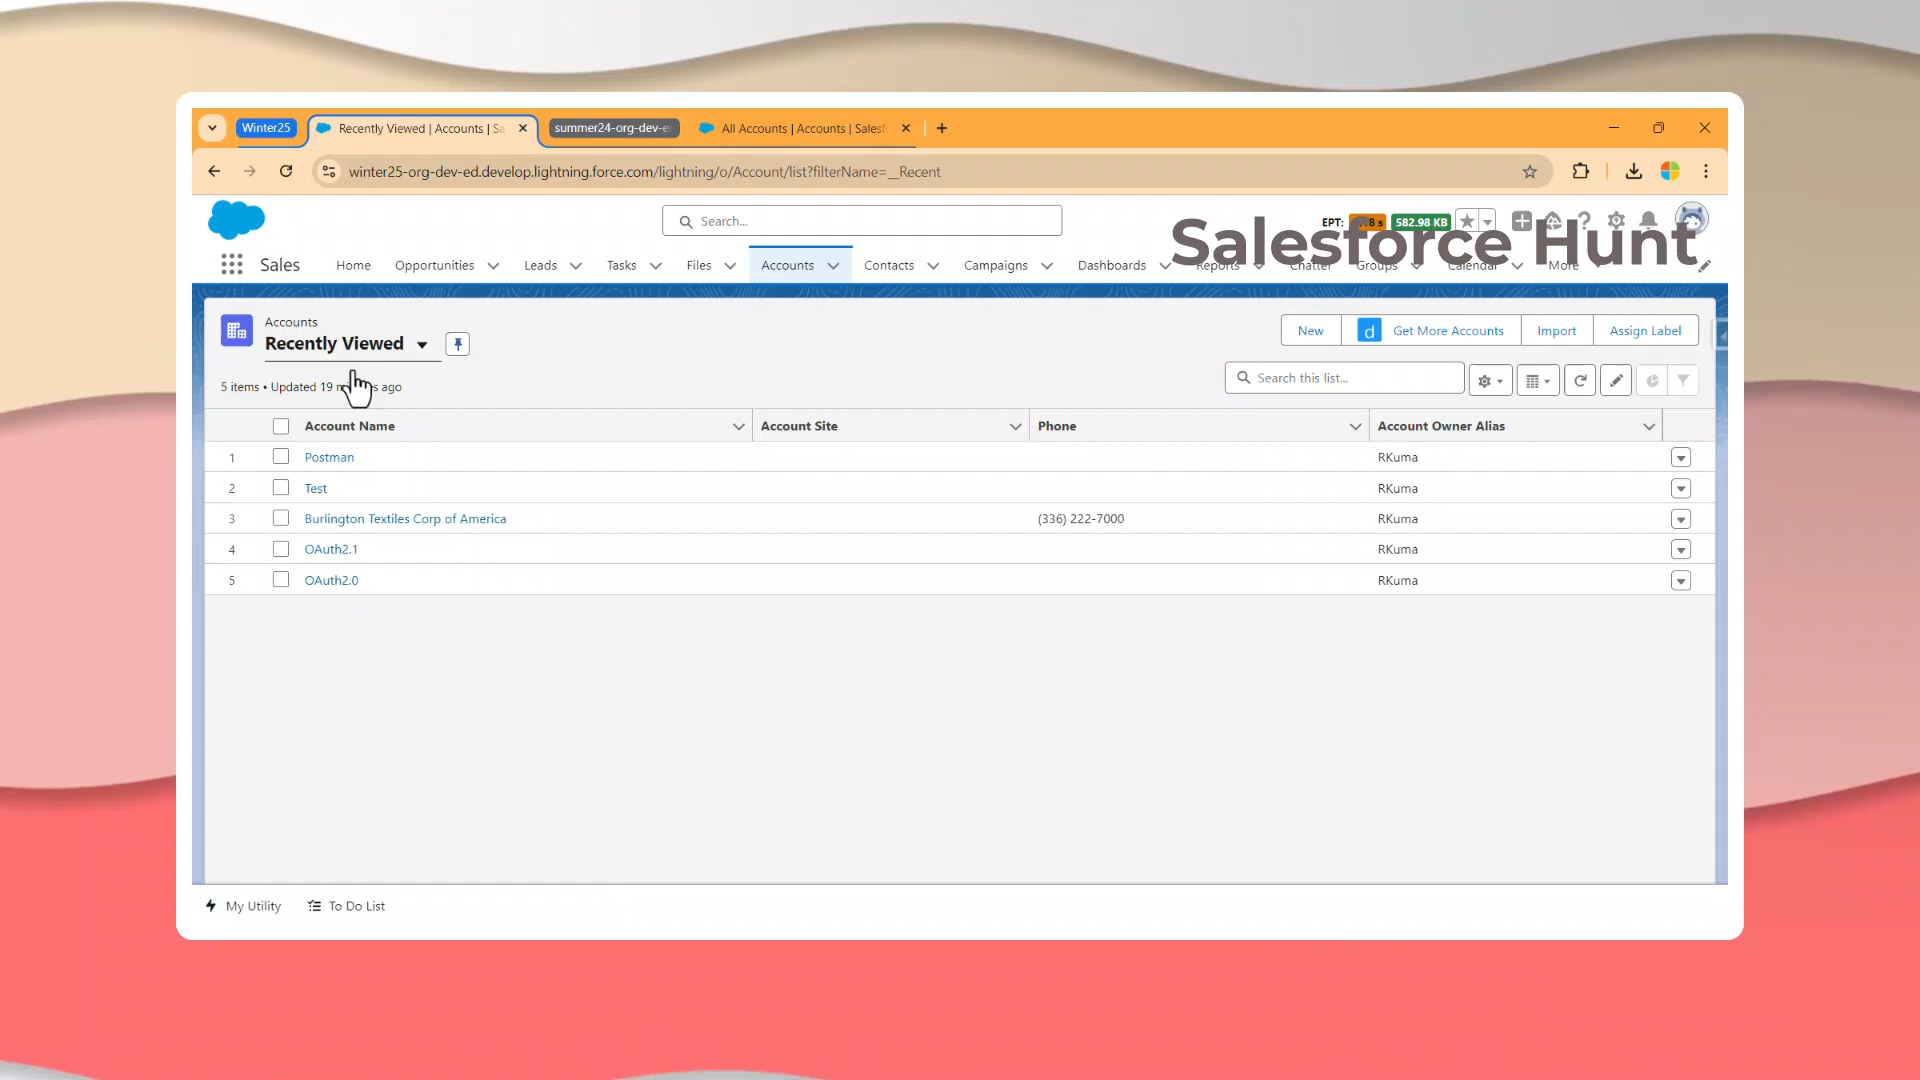 Winter25
Recently Viewed | Accounts | Sa
summer24-org-dev-ed
All Accounts | Accounts | Salesf
winter25-org-dev-ed.develop.lightning.force.com/lightning/o/Account/list?filterName=__Recent
Search...
EPT:
582.98 KB
Salesforce Hunt
Sales
Home
Opportunities
Leads
Tasks
Files
Accounts
Contacts
Campaigns
Dashboards
Reports
Chatter
Groups
Calendar
More
Accounts
Recently Viewed
New
Get More Accounts
Import
Assign Label
5 items • Updated 19 minutes ago
Search this list...
Account Name
Account Site
Phone
Account Owner Alias
1 Postman RKuma
2 Test RKuma
3 Burlington Textiles Corp of America (336) 222-7000 RKuma
4 OAuth2.1 RKuma
5 OAuth2.0 RKuma
My Utility
To Do List